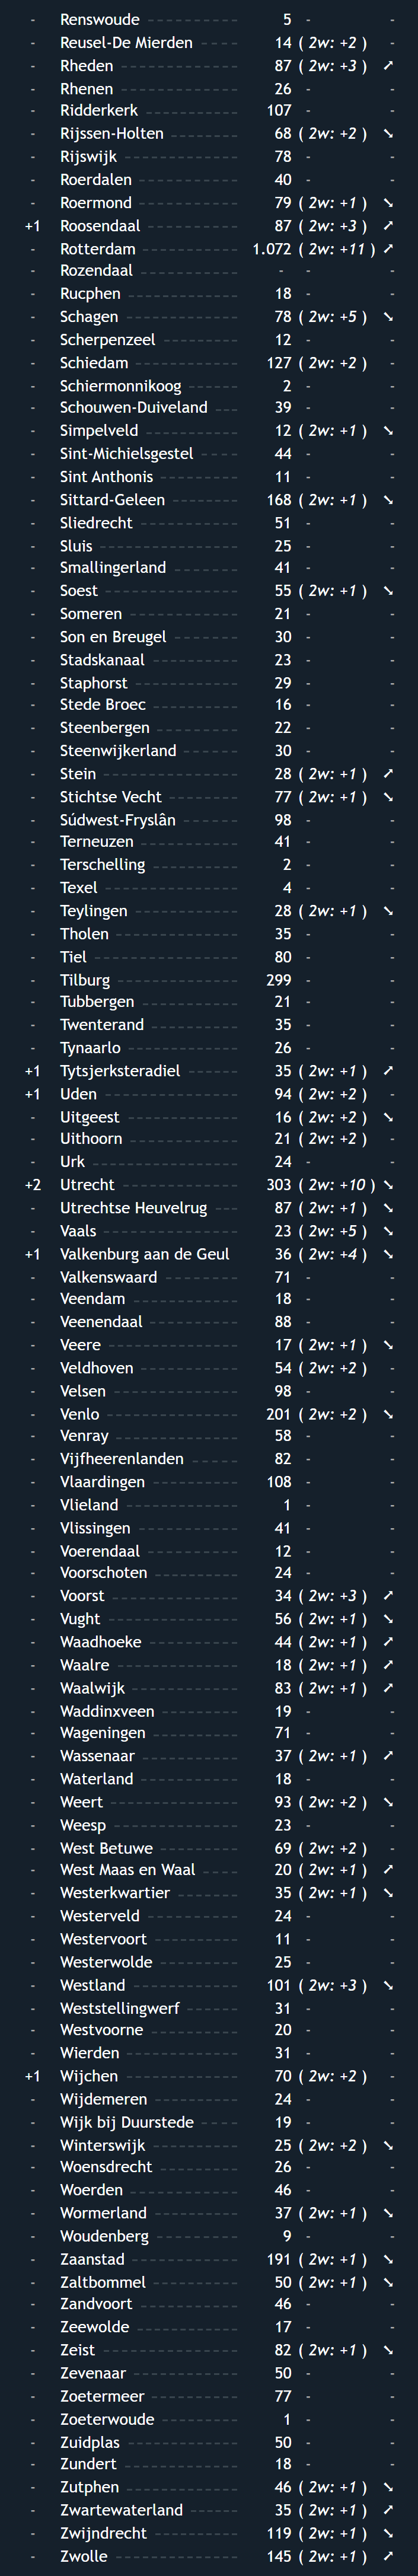 - Renswoude 5 - -
- Reusel-De Mierden 14 ( 2w: +2 ) -
- Rheden 87 ( 2w: +3 ) ➚
- Rhenen 26 - -
- Ridderkerk 107 - -
- Rijssen-Holten 68 ( 2w: +2 ) ➘
- Rijswijk 78 - -
- Roerdalen 40 - -
- Roermond 79 ( 2w: +1 ) ➘
+1 Roosendaal 87 ( 2w: +3 ) ➚
- Rotterdam 1.072 ( 2w: +11 ) ➚
- Rozendaal - - -
- Rucphen 18 - -
- Schagen 78 ( 2w: +5 ) ➘
- Scherpenzeel 12 - -
- Schiedam 127 ( 2w: +2 ) -
- Schiermonnikoog 2 - -
- Schouwen-Duiveland 39 - -
- Simpelveld 12 ( 2w: +1 ) ➘
- Sint-Michielsgestel 44 - -
- Sint Anthonis 11 - -
- Sittard-Geleen 168 ( 2w: +1 ) ➘
- Sliedrecht 51 - -
- Sluis 25 - -
- Smallingerland 41 - -
- Soest 55 ( 2w: +1 ) ➘
- Someren 21 - -
- Son en Breugel 30 - -
- Stadskanaal 23 - -
- Staphorst 29 - -
- Stede Broec 16 - -
- Steenbergen 22 - -
- Steenwijkerland 30 - -
- Stein 28 ( 2w: +1 ) ➚
- Stichtse Vecht 77 ( 2w: +1 ) ➘
- Súdwest-Fryslân 98 - -
- Terneuzen 41 - -
- Terschelling 2 - -
- Texel 4 - -
- Teylingen 28 ( 2w: +1 ) ➘
- Tholen 35 - -
- Tiel 80 - -
- Tilburg 299 - -
- Tubbergen 21 - -
- Twenterand 35 - -
- Tynaarlo 26 - -
+1 Tytsjerksteradiel 35 ( 2w: +1 ) ➚
+1 Uden 94 ( 2w: +2 ) -
- Uitgeest 16 ( 2w: +2 ) ➘
- Uithoorn 21 ( 2w: +2 ) -
- Urk 24 - -
+2 Utrecht 303 ( 2w: +10 ) ➘
- Utrechtse Heuvelrug 87 ( 2w: +1 ) ➘
- Vaals 23 ( 2w: +5 ) ➘
+1 Valkenburg aan de Geul 36 ( 2w: +4 ) ➘
- Valkenswaard 71 - -
- Veendam 18 - -
- Veenendaal 88 - -
- Veere 17 ( 2w: +1 ) ➘
- Veldhoven 54 ( 2w: +2 ) -
- Velsen 98 - -
- Venlo 201 ( 2w: +2 ) ➘
- Venray 58 - -
- Vijfheerenlanden 82 - -
- Vlaardingen 108 - -
- Vlieland 1 - -
- Vlissingen 41 - -
- Voerendaal 12 - -
- Voorschoten 24 - -
- Voorst 34 ( 2w: +3 ) ➚
- Vught 56 ( 2w: +1 ) ➘
- Waadhoeke 44 ( 2w: +1 ) ➚
- Waalre 18 ( 2w: +1 ) ➚
- Waalwijk 83 ( 2w: +1 ) ➚
- Waddinxveen 19 - -
- Wageningen 71 - -
- Wassenaar 37 ( 2w: +1 ) ➚
- Waterland 18 - -
- Weert 93 ( 2w: +2 ) ➘
- Weesp 23 - -
- West Betuwe 69 ( 2w: +2 ) -
- West Maas en Waal 20 ( 2w: +1 ) ➚
- Westerkwartier 35 ( 2w: +1 ) ➘
- Westerveld 24 - -
- Westervoort 11 - -
- Westerwolde 25 - -
- Westland 101 ( 2w: +3 ) ➘
- Weststellingwerf 31 - -
- Westvoorne 20 - -
- Wierden 31 - -
+1 Wijchen 70 ( 2w: +2 ) -
- Wijdemeren 24 - -
- Wijk bij Duurstede 19 - -
- Winterswijk 25 ( 2w: +2 ) ➘
- Woensdrecht 26 - -
- Woerden 46 - -
- Wormerland 37 ( 2w: +1 ) ➘
- Woudenberg 9 - -
- Zaanstad 191 ( 2w: +1 ) ➘
- Zaltbommel 50 ( 2w: +1 ) ➘
- Zandvoort 46 - -
- Zeewolde 17 - -
- Zeist 82 ( 2w: +1 ) ➘
- Zevenaar 50 - -
- Zoetermeer 77 - -
- Zoeterwoude 1 - -
- Zuidplas 50 - -
- Zundert 18 - -
- Zutphen 46 ( 2w: +1 ) ➘
- Zwartewaterland 35 ( 2w: +1 ) ➚
- Zwijndrecht 119 ( 2w: +1 ) ➘
- Zwolle 145 ( 2w: +1 ) ➚